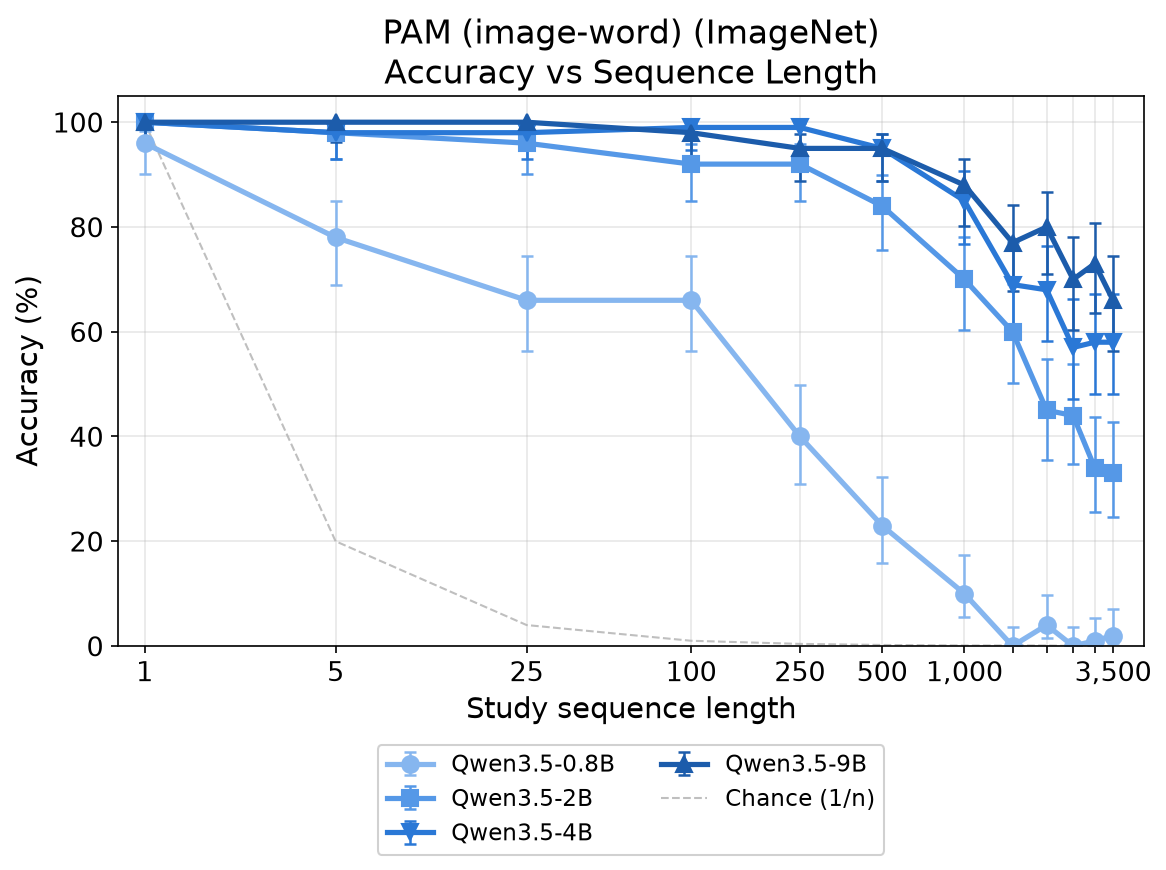 PAM (image-word) (ImageNet)
Accuracy vs Sequence Length
Accuracy (%)
100
80
60
40
20
0
1 5 25 100 250 500 1,000 3,500
Study sequence length
Qwen3.5-0.8B
Qwen3.5-2B
Qwen3.5-4B
Qwen3.5-9B
Chance (1/n)